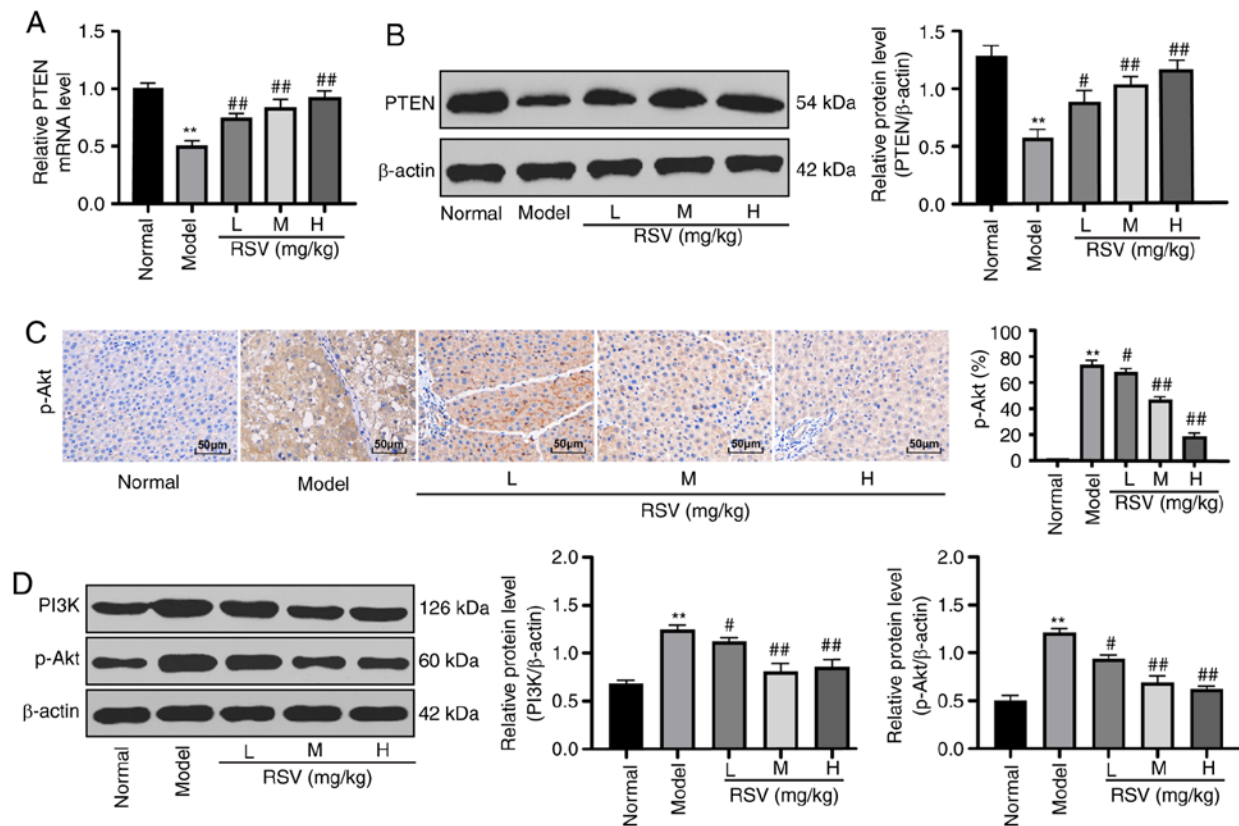 A
Relative PTEN
mRNA level
1.5
1.0
0.5
0.0
**
##
##
##
Normal
Model
L
M
H
RSV (mg/kg)
B
PTEN
54 kDa
β-actin
42 kDa
Normal
Model
L
M
H
RSV (mg/kg)
Relative protein level
(PTEN/β-actin)
1.5
1.0
0.5
0.0
**
#
##
##
Normal
Model
L
M
H
RSV (mg/kg)
C
p-Akt
50μm
50μm
50μm
50μm
50μm
Normal
Model
L
M
H
RSV (mg/kg)
p-Akt (%)
100
80
60
40
20
0
**
#
##
##
Normal
Model
L
M
H
RSV (mg/kg)
D
PI3K
126 kDa
p-Akt
60 kDa
β-actin
42 kDa
Normal
Model
L
M
H
RSV (mg/kg)
Relative protein level
(PI3K/β-actin)
2.0
1.5
1.0
0.5
0.0
**
#
##
##
Normal
Model
L
M
H
RSV (mg/kg)
Relative protein level
(p-Akt/β-actin)
2.0
1.5
1.0
0.5
0.0
**
#
##
##
Normal
Model
L
M
H
RSV (mg/kg)